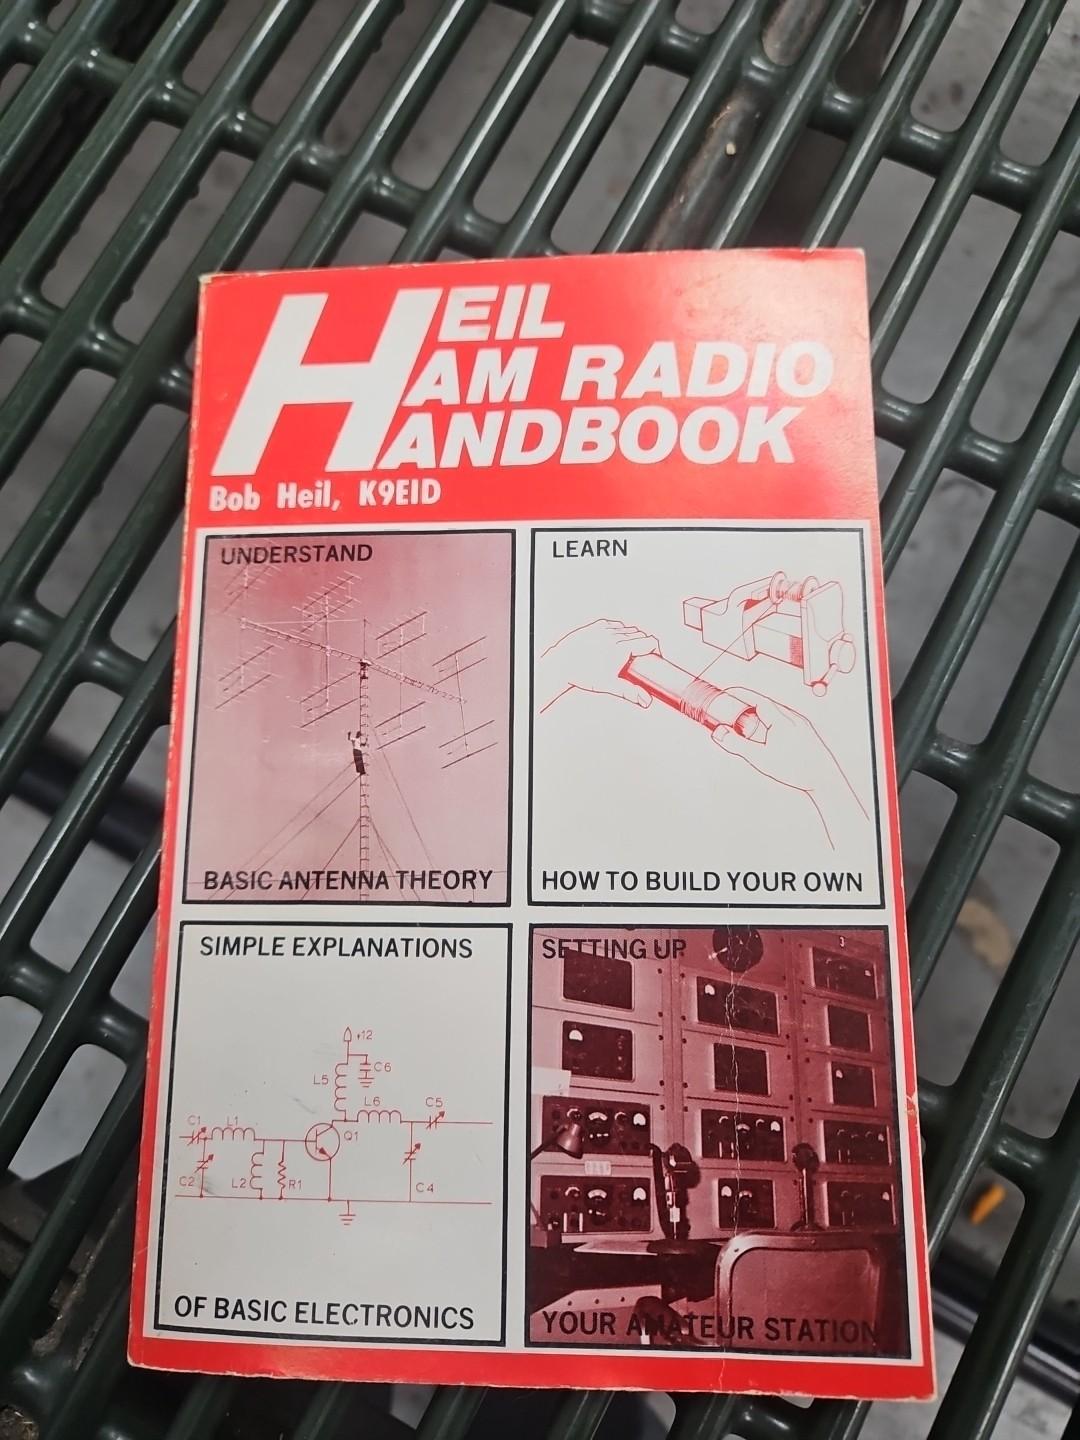 HEIL
HAM RADIO
HANDBOOK
Bob Heil, K9EID
UNDERSTAND
BASIC ANTENNA THEORY
LEARN
HOW TO BUILD YOUR OWN
SIMPLE EXPLANATIONS
+12
L5
C6
L6
C5
C1
L1
Q1
C2
L2
R1
C4
OF BASIC ELECTRONICS
SETTING UP
3
YOUR AMATEUR STATION